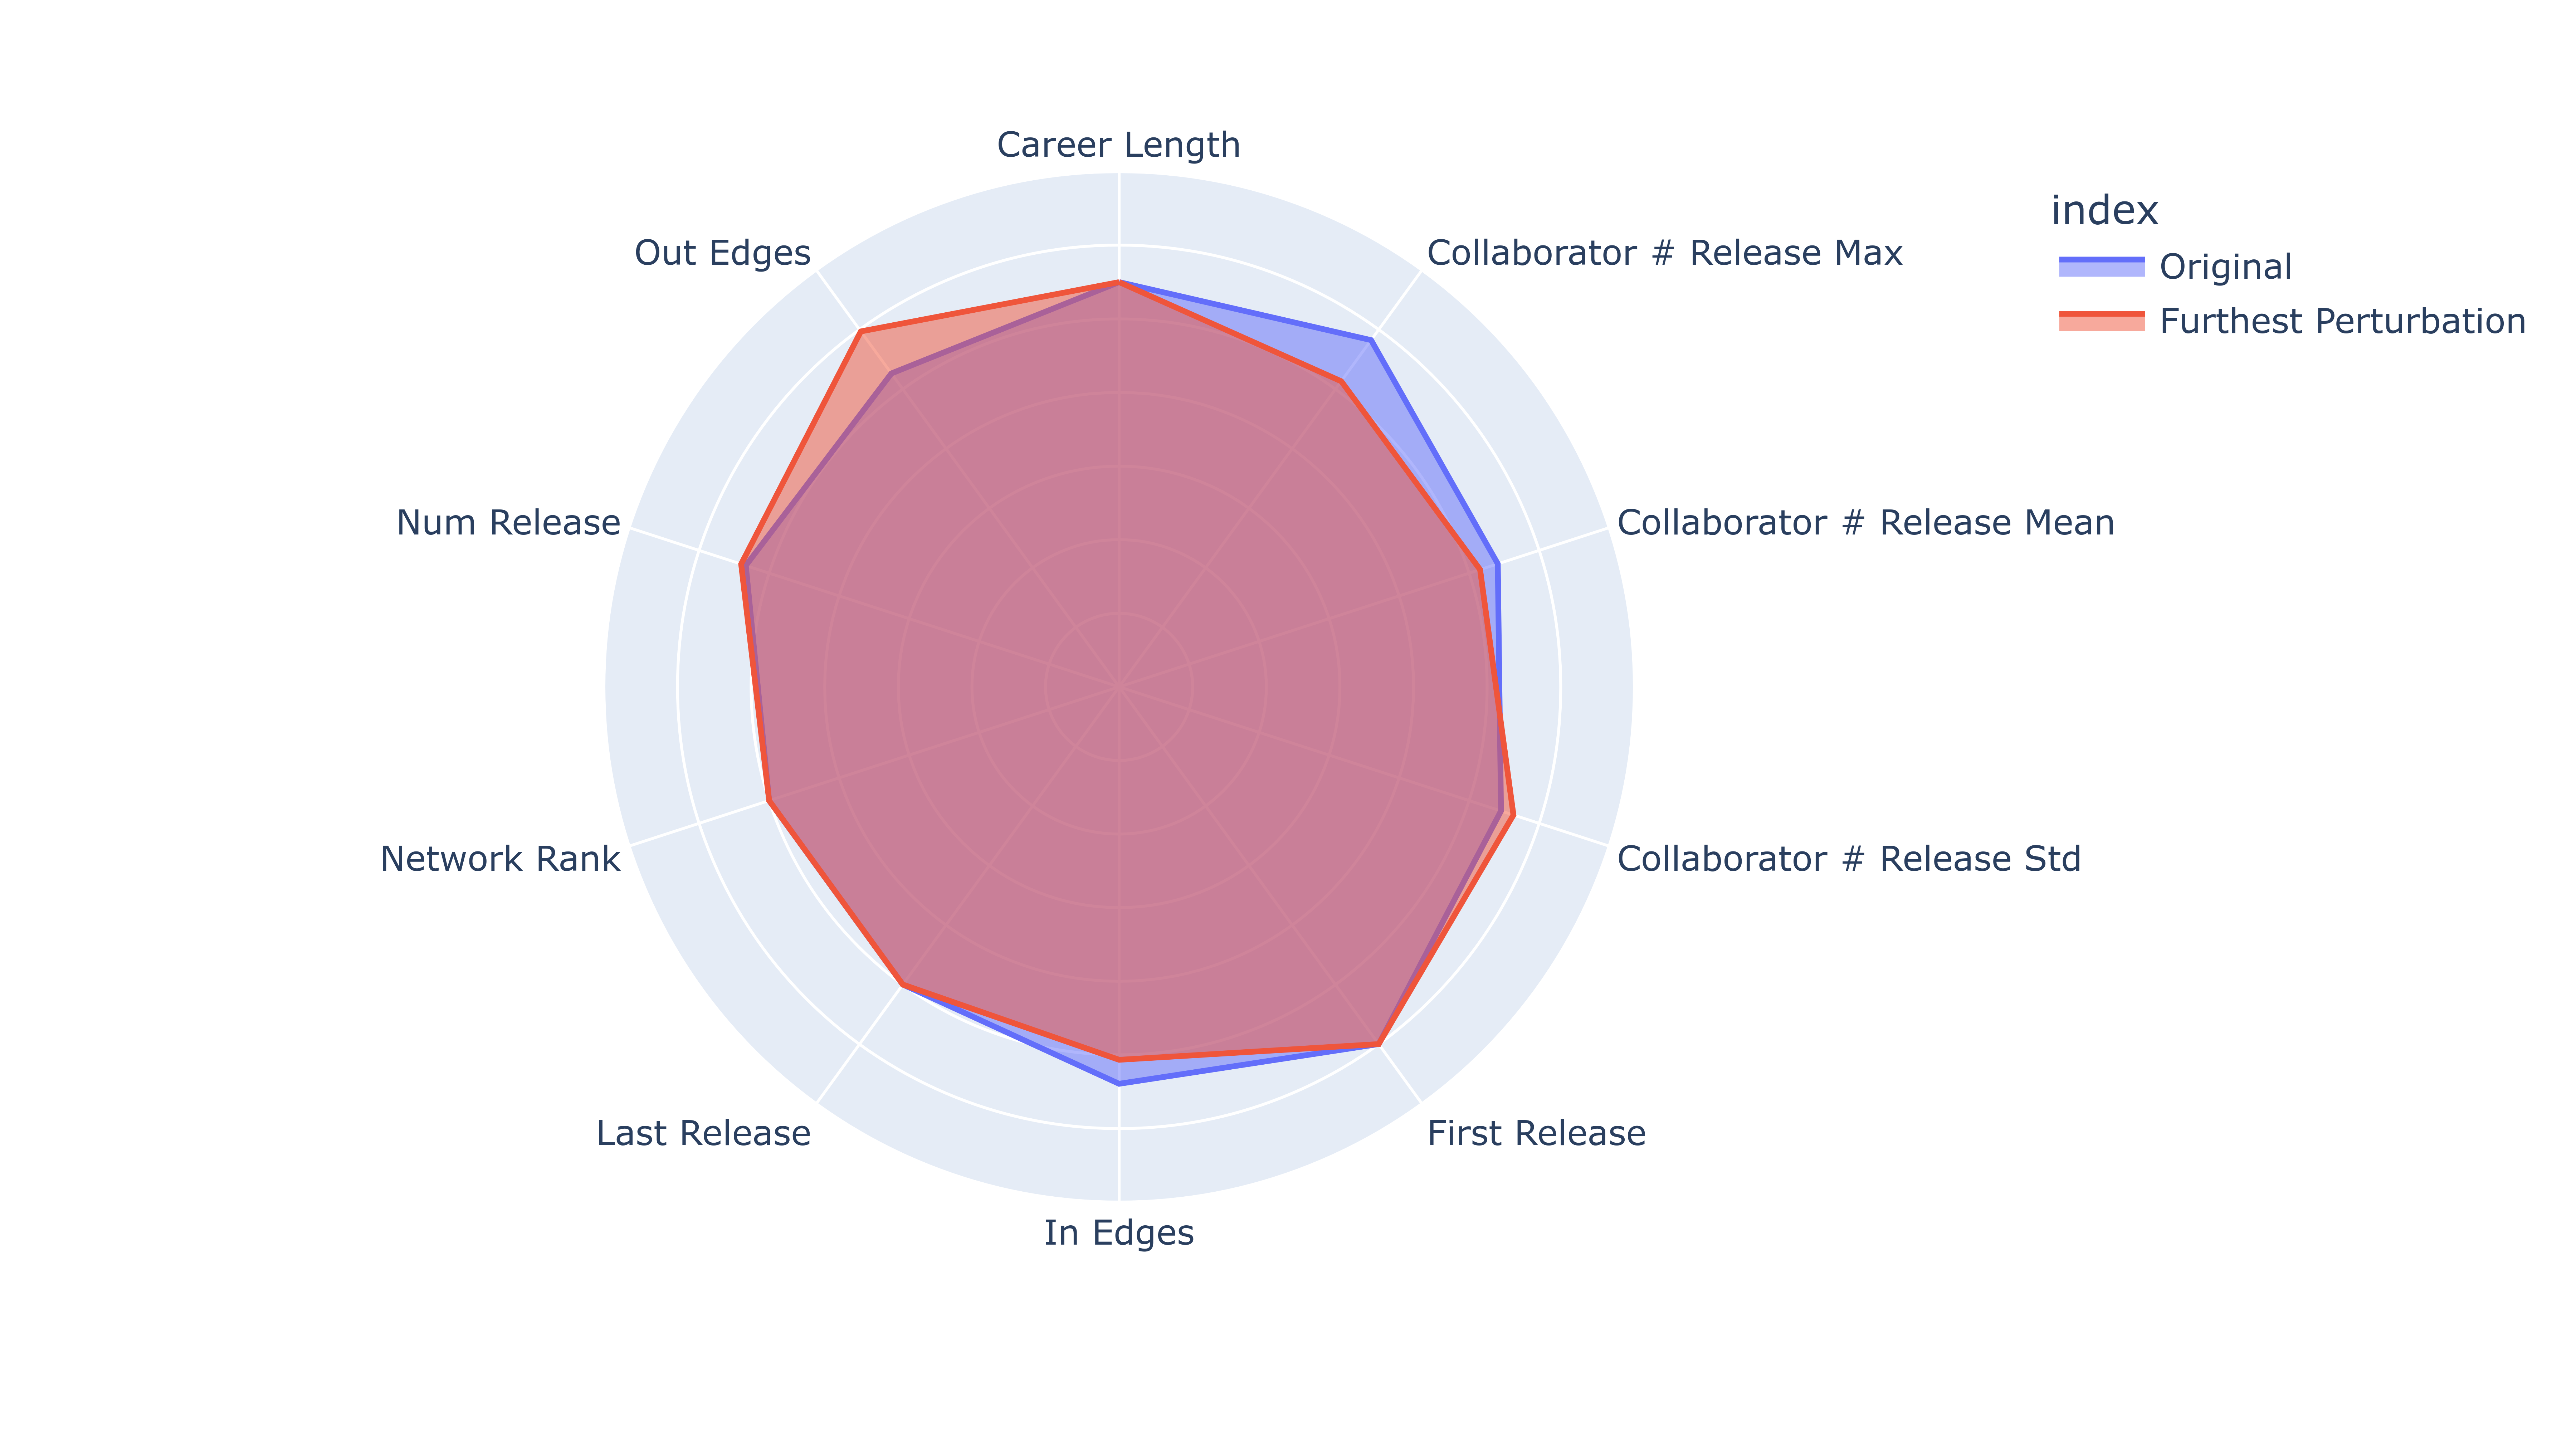 Career Length
Out Edges
Collaborator # Release Max
index
Original
Furthest Perturbation
Num Release
Collaborator # Release Mean
Network Rank
Collaborator # Release Std
Last Release
First Release
In Edges